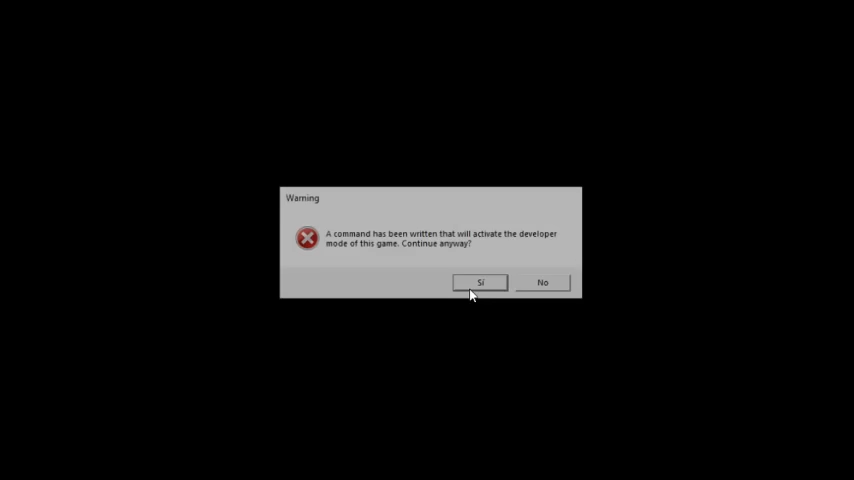 Warning
A command has been written that will activate the developer
mode of this game. Continue anyway?
Sí
No